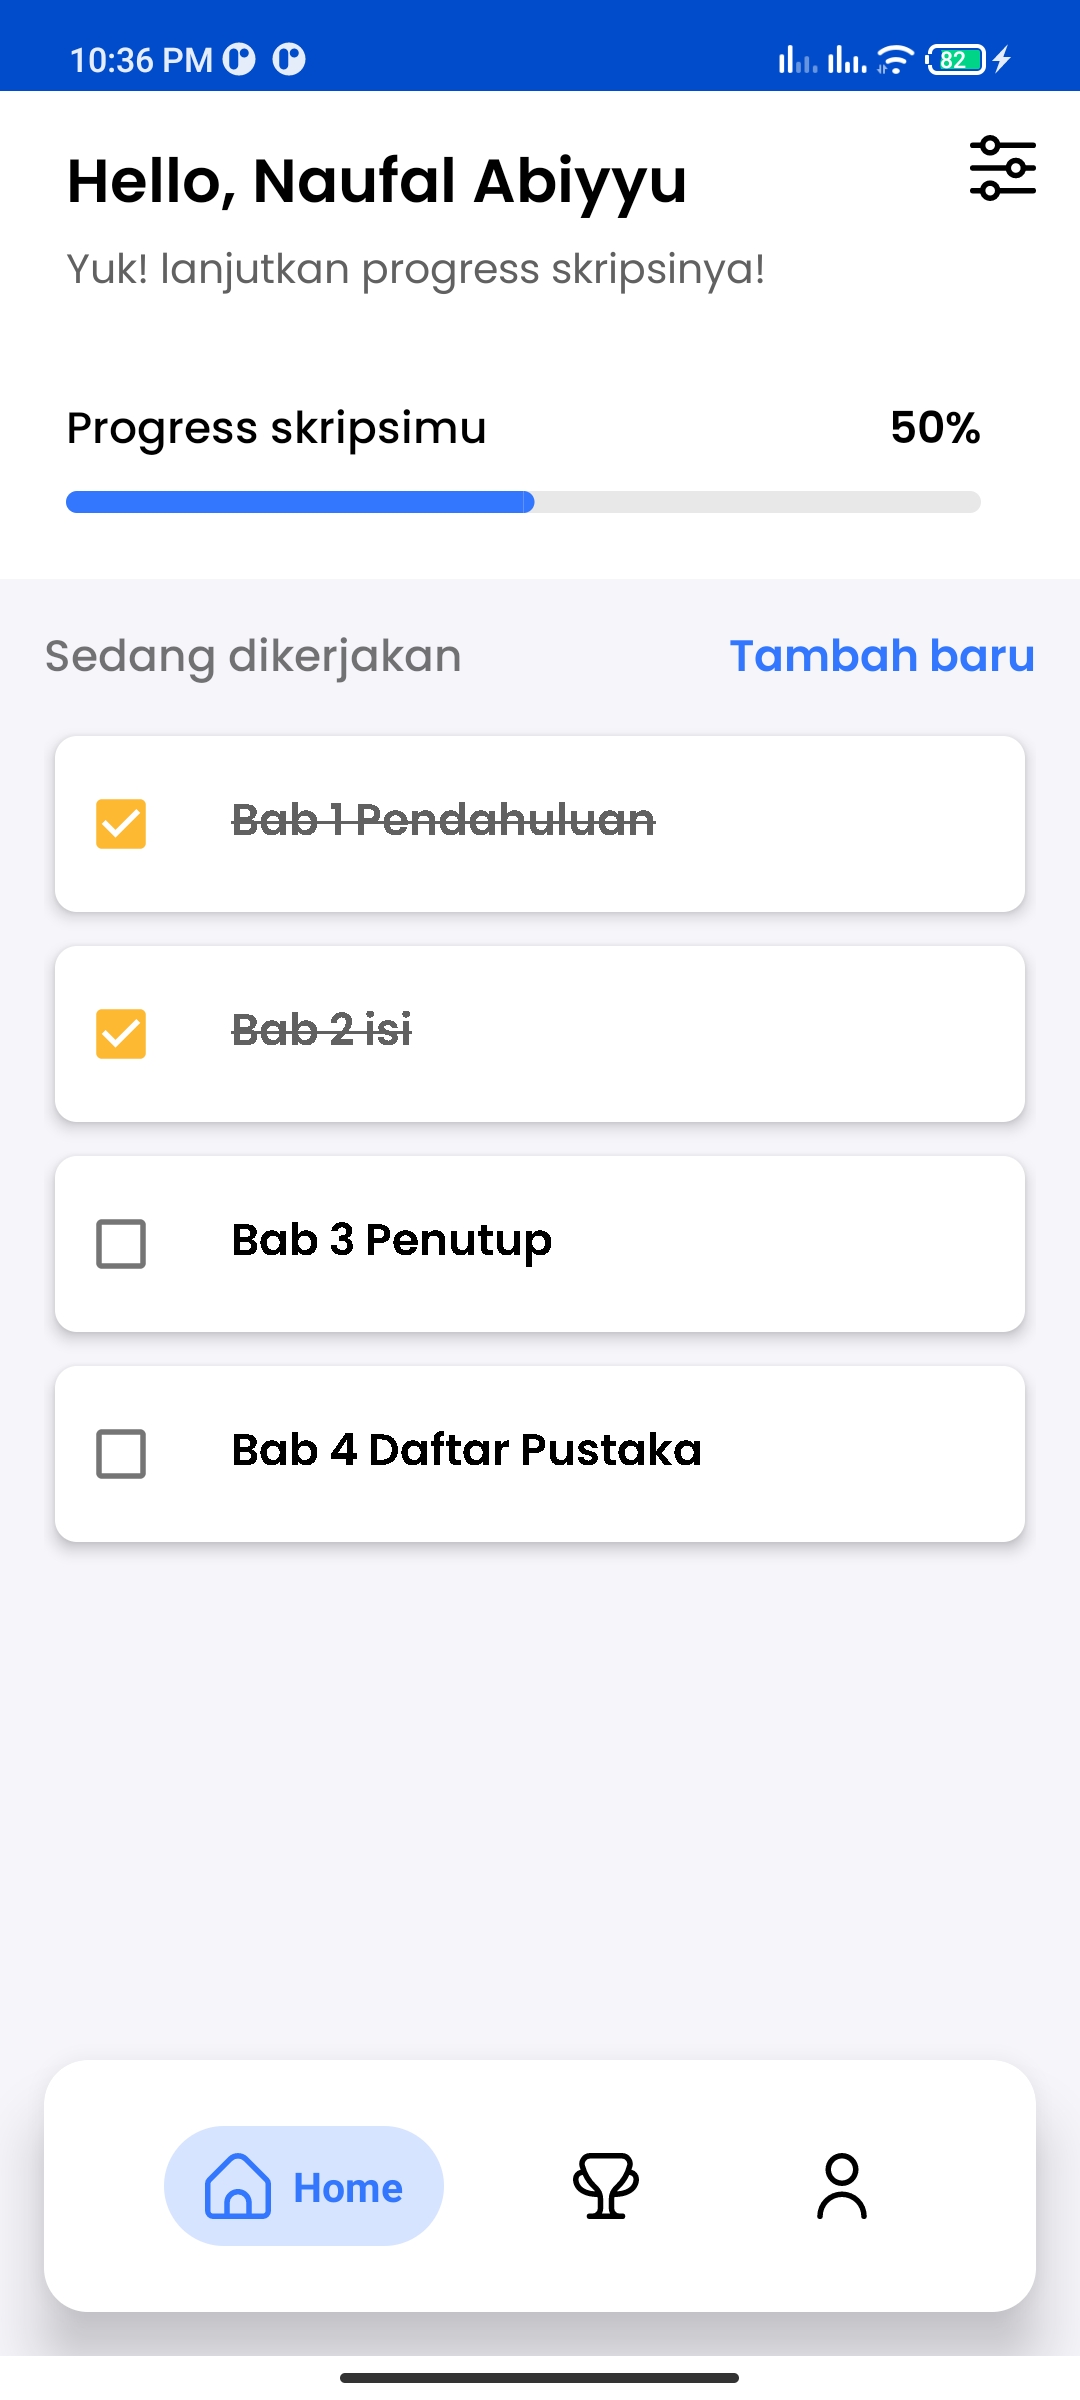 10:36 PM
82
Hello, Naufal Abiyyu
Yuk! lanjutkan progress skripsinya!
Progress skripsimu 50%
Sedang dikerjakan Tambah baru
Bab 1 Pendahuluan
Bab 2 isi
Bab 3 Penutup
Bab 4 Daftar Pustaka
Home